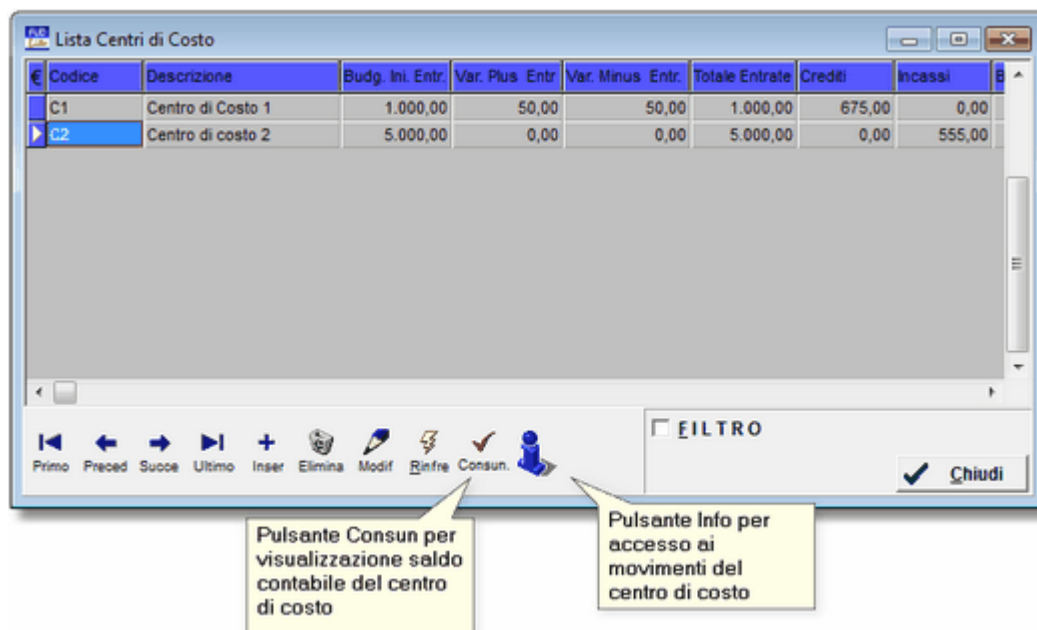 Lista Centri di Costo
€ Codice Descrizione Budg. Ini. Entr. Var. Plus Entr Var. Minus Entr. Totale Entrate Crediti Incassi B
C1 Centro di Costo 1 1.000,00 50,00 50,00 1.000,00 675,00 0,00
C2 Centro di costo 2 5.000,00 0,00 0,00 5.000,00 0,00 555,00
FILTRO
Primo Preced Succe Ultimo Inser Elimina Modif Rinfre Consun.
Chiudi
Pulsante Consun per
visualizzazione saldo
contabile del centro
di costo
Pulsante Info per
accesso ai
movimenti del
centro di costo